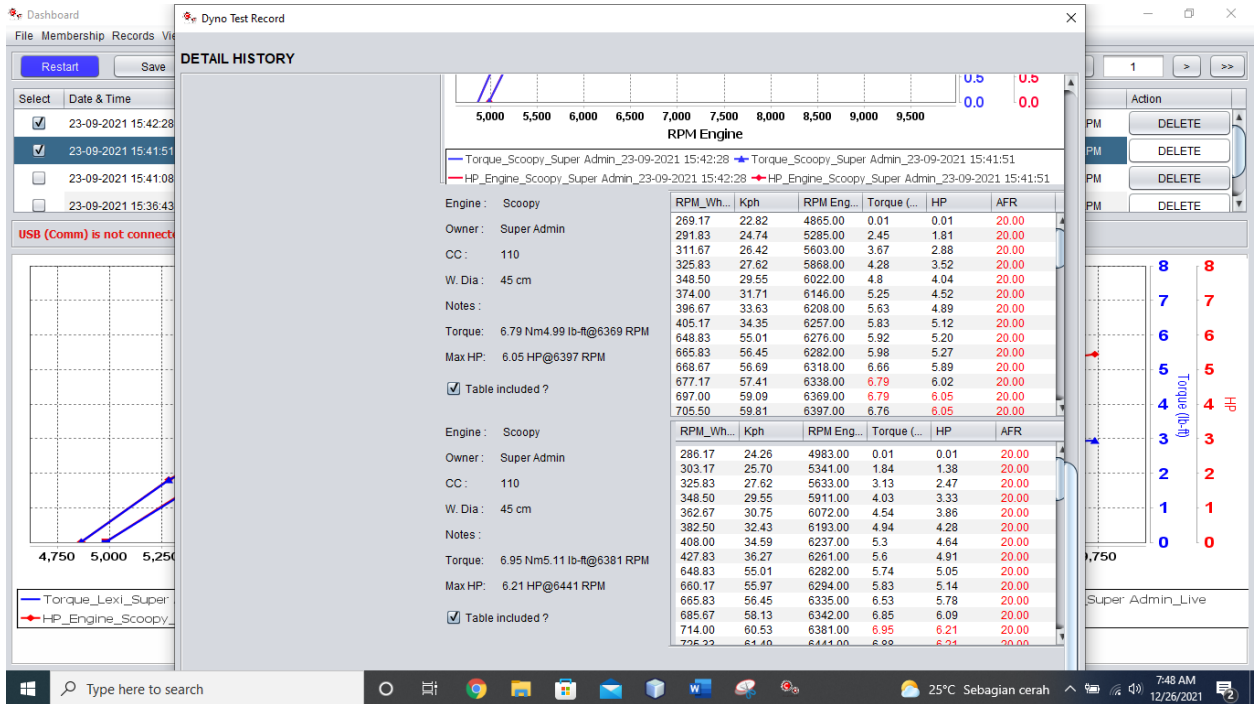 Dashboard
Dyno Test Record
File Membership Records
DETAIL HISTORY
Restart Save
1 > >>
Select Date & Time Action
23-09-2021 15:42:28 PM DELETE
23-09-2021 15:41:51 PM DELETE
23-09-2021 15:41:08 PM DELETE
23-09-2021 15:36:43 PM DELETE
USB (Comm) is not connecte
0.5 0.5
0.0 0.0
5,000 5,500 6,000 6,500 7,000 7,500 8,000 8,500 9,000 9,500
RPM Engine
Torque_Scoopy_Super Admin_23-09-2021 15:42:28 Torque_Scoopy_Super Admin_23-09-2021 15:41:51
HP_Engine_Scoopy_Super Admin_23-09-2021 15:42:28 HP_Engine_Scoopy_Super Admin_23-09-2021 15:41:51
Engine : Scoopy
Owner : Super Admin
CC : 110
W. Dia : 45 cm
Notes :
Torque: 6.79 Nm4.99 lb-ft@6369 RPM
Max HP: 6.05 HP@6397 RPM
Table included ?
RPM_Wh... Kph RPM Eng... Torque (... HP AFR
269.17 22.82 4865.00 0.01 0.01 20.00
291.83 24.74 5285.00 2.45 1.81 20.00
311.67 26.42 5603.00 3.67 2.88 20.00
325.83 27.62 5868.00 4.28 3.52 20.00
348.50 29.55 6022.00 4.8 4.04 20.00
374.00 31.71 6146.00 5.25 4.52 20.00
396.67 33.63 6208.00 5.63 4.89 20.00
405.17 34.35 6257.00 5.83 5.12 20.00
648.83 55.01 6276.00 5.92 5.20 20.00
665.83 56.45 6282.00 5.98 5.27 20.00
668.67 56.69 6318.00 6.66 5.89 20.00
677.17 57.41 6338.00 6.79 6.02 20.00
697.00 59.09 6369.00 6.79 6.05 20.00
705.50 59.81 6397.00 6.76 6.05 20.00
Engine : Scoopy
Owner : Super Admin
CC : 110
W. Dia : 45 cm
Notes :
Torque: 6.95 Nm5.11 lb-ft@6381 RPM
Max HP: 6.21 HP@6441 RPM
Table included ?
RPM_Wh... Kph RPM Eng... Torque (... HP AFR
286.17 24.26 4983.00 0.01 0.01 20.00
303.17 25.70 5341.00 1.84 1.38 20.00
325.83 27.62 5633.00 3.13 2.47 20.00
348.50 29.55 5911.00 4.03 3.33 20.00
362.67 30.75 6072.00 4.54 3.86 20.00
382.50 32.43 6193.00 4.94 4.28 20.00
408.00 34.59 6237.00 5.3 4.64 20.00
427.83 36.27 6261.00 5.6 4.91 20.00
648.83 55.01 6282.00 5.74 5.05 20.00
660.17 55.97 6294.00 5.83 5.14 20.00
665.83 56.45 6335.00 6.53 5.78 20.00
685.67 58.13 6342.00 6.85 6.09 20.00
714.00 60.53 6381.00 6.95 6.21 20.00
725.33 61.49 6441.00 6.88 6.21 20.00
8 8
7 7
6 6
5 5
4 4
3 3
2 2
1 1
0 0
Torque (lb-ft)
HP
4,750 5,000 5,250
,750
Torque_Lexi_Super
HP_Engine_Scoopy_
Super Admin_Live
Type here to search
25°C Sebagian cerah
7:48 AM
12/26/2021
2